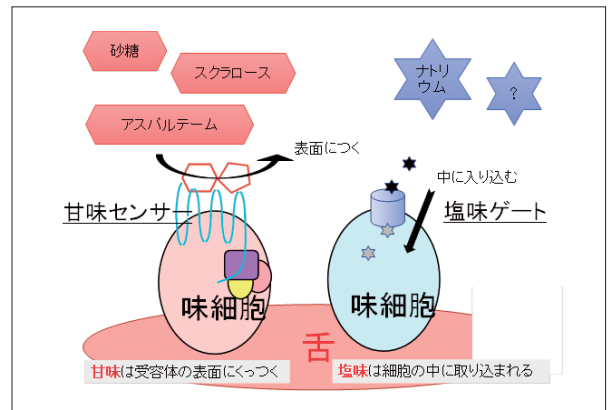 砂糖
スクラロース
アスパルテーム
ナトリ
ウム
?
表面につく
中に入り込む
甘味センサー
塩味ゲート
味細胞
味細胞
舌
甘味は受容体の表面にくっつく
塩味は細胞の中に取り込まれる